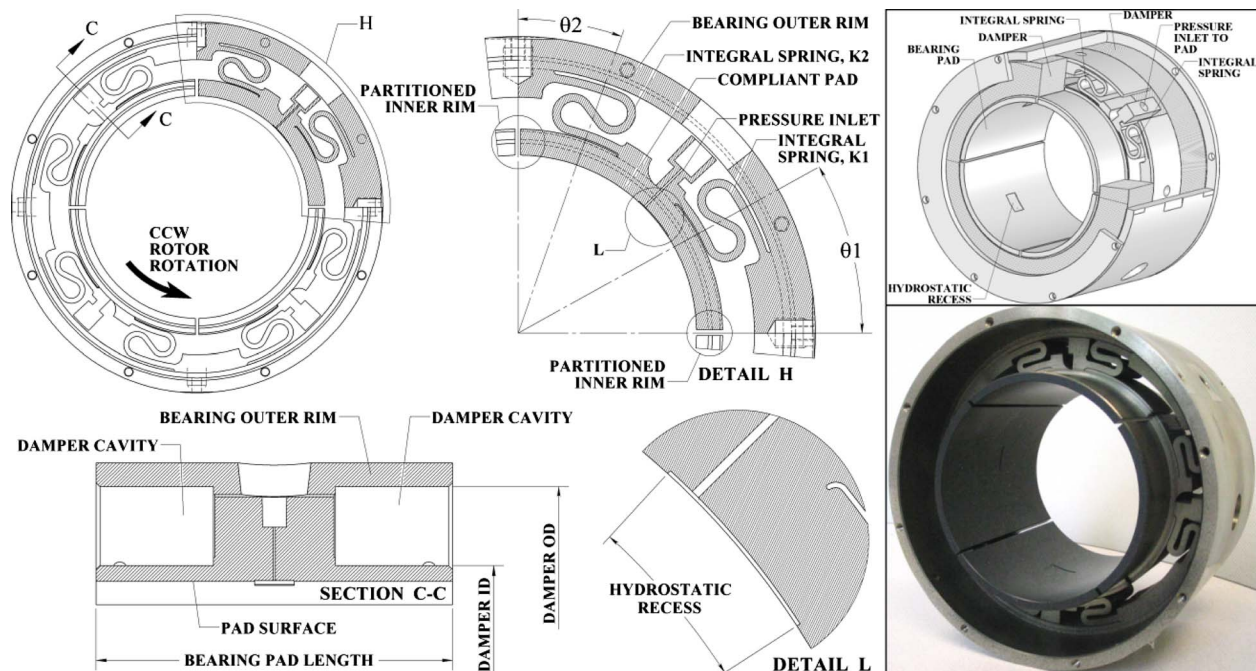 C
C
H
CCW
ROTOR
ROTATION
θ2
BEARING OUTER RIM
INTEGRAL SPRING, K2
COMPLIANT PAD
PARTITIONED
INNER RIM
PRESSURE INLET
INTEGRAL
SPRING, K1
L
θ1
PARTITIONED
INNER RIM
DETAIL H
BEARING OUTER RIM
DAMPER CAVITY
DAMPER CAVITY
SECTION C-C
PAD SURFACE
BEARING PAD LENGTH
DAMPER ID
DAMPER OD
HYDROSTATIC
RECESS
DETAIL L
INTEGRAL SPRING
DAMPER
BEARING
PAD
DAMPER
PRESSURE
INLET TO
PAD
INTEGRAL
SPRING
HYDROSTATIC
RECESS